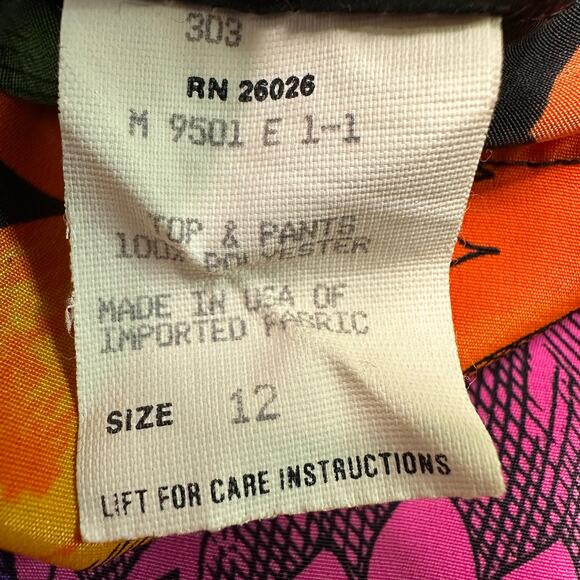 303
RN 26026
M 9501 E 1-1
TOP & PANTS
100% POLYESTER
MADE IN USA OF
IMPORTED FABRIC
SIZE 12
LIFT FOR CARE INSTRUCTIONS